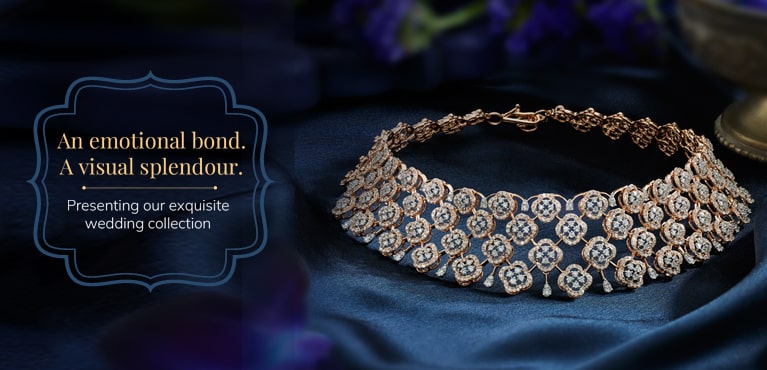 An emotional bond.
A visual splendour.
Presenting our exquisite
wedding collection